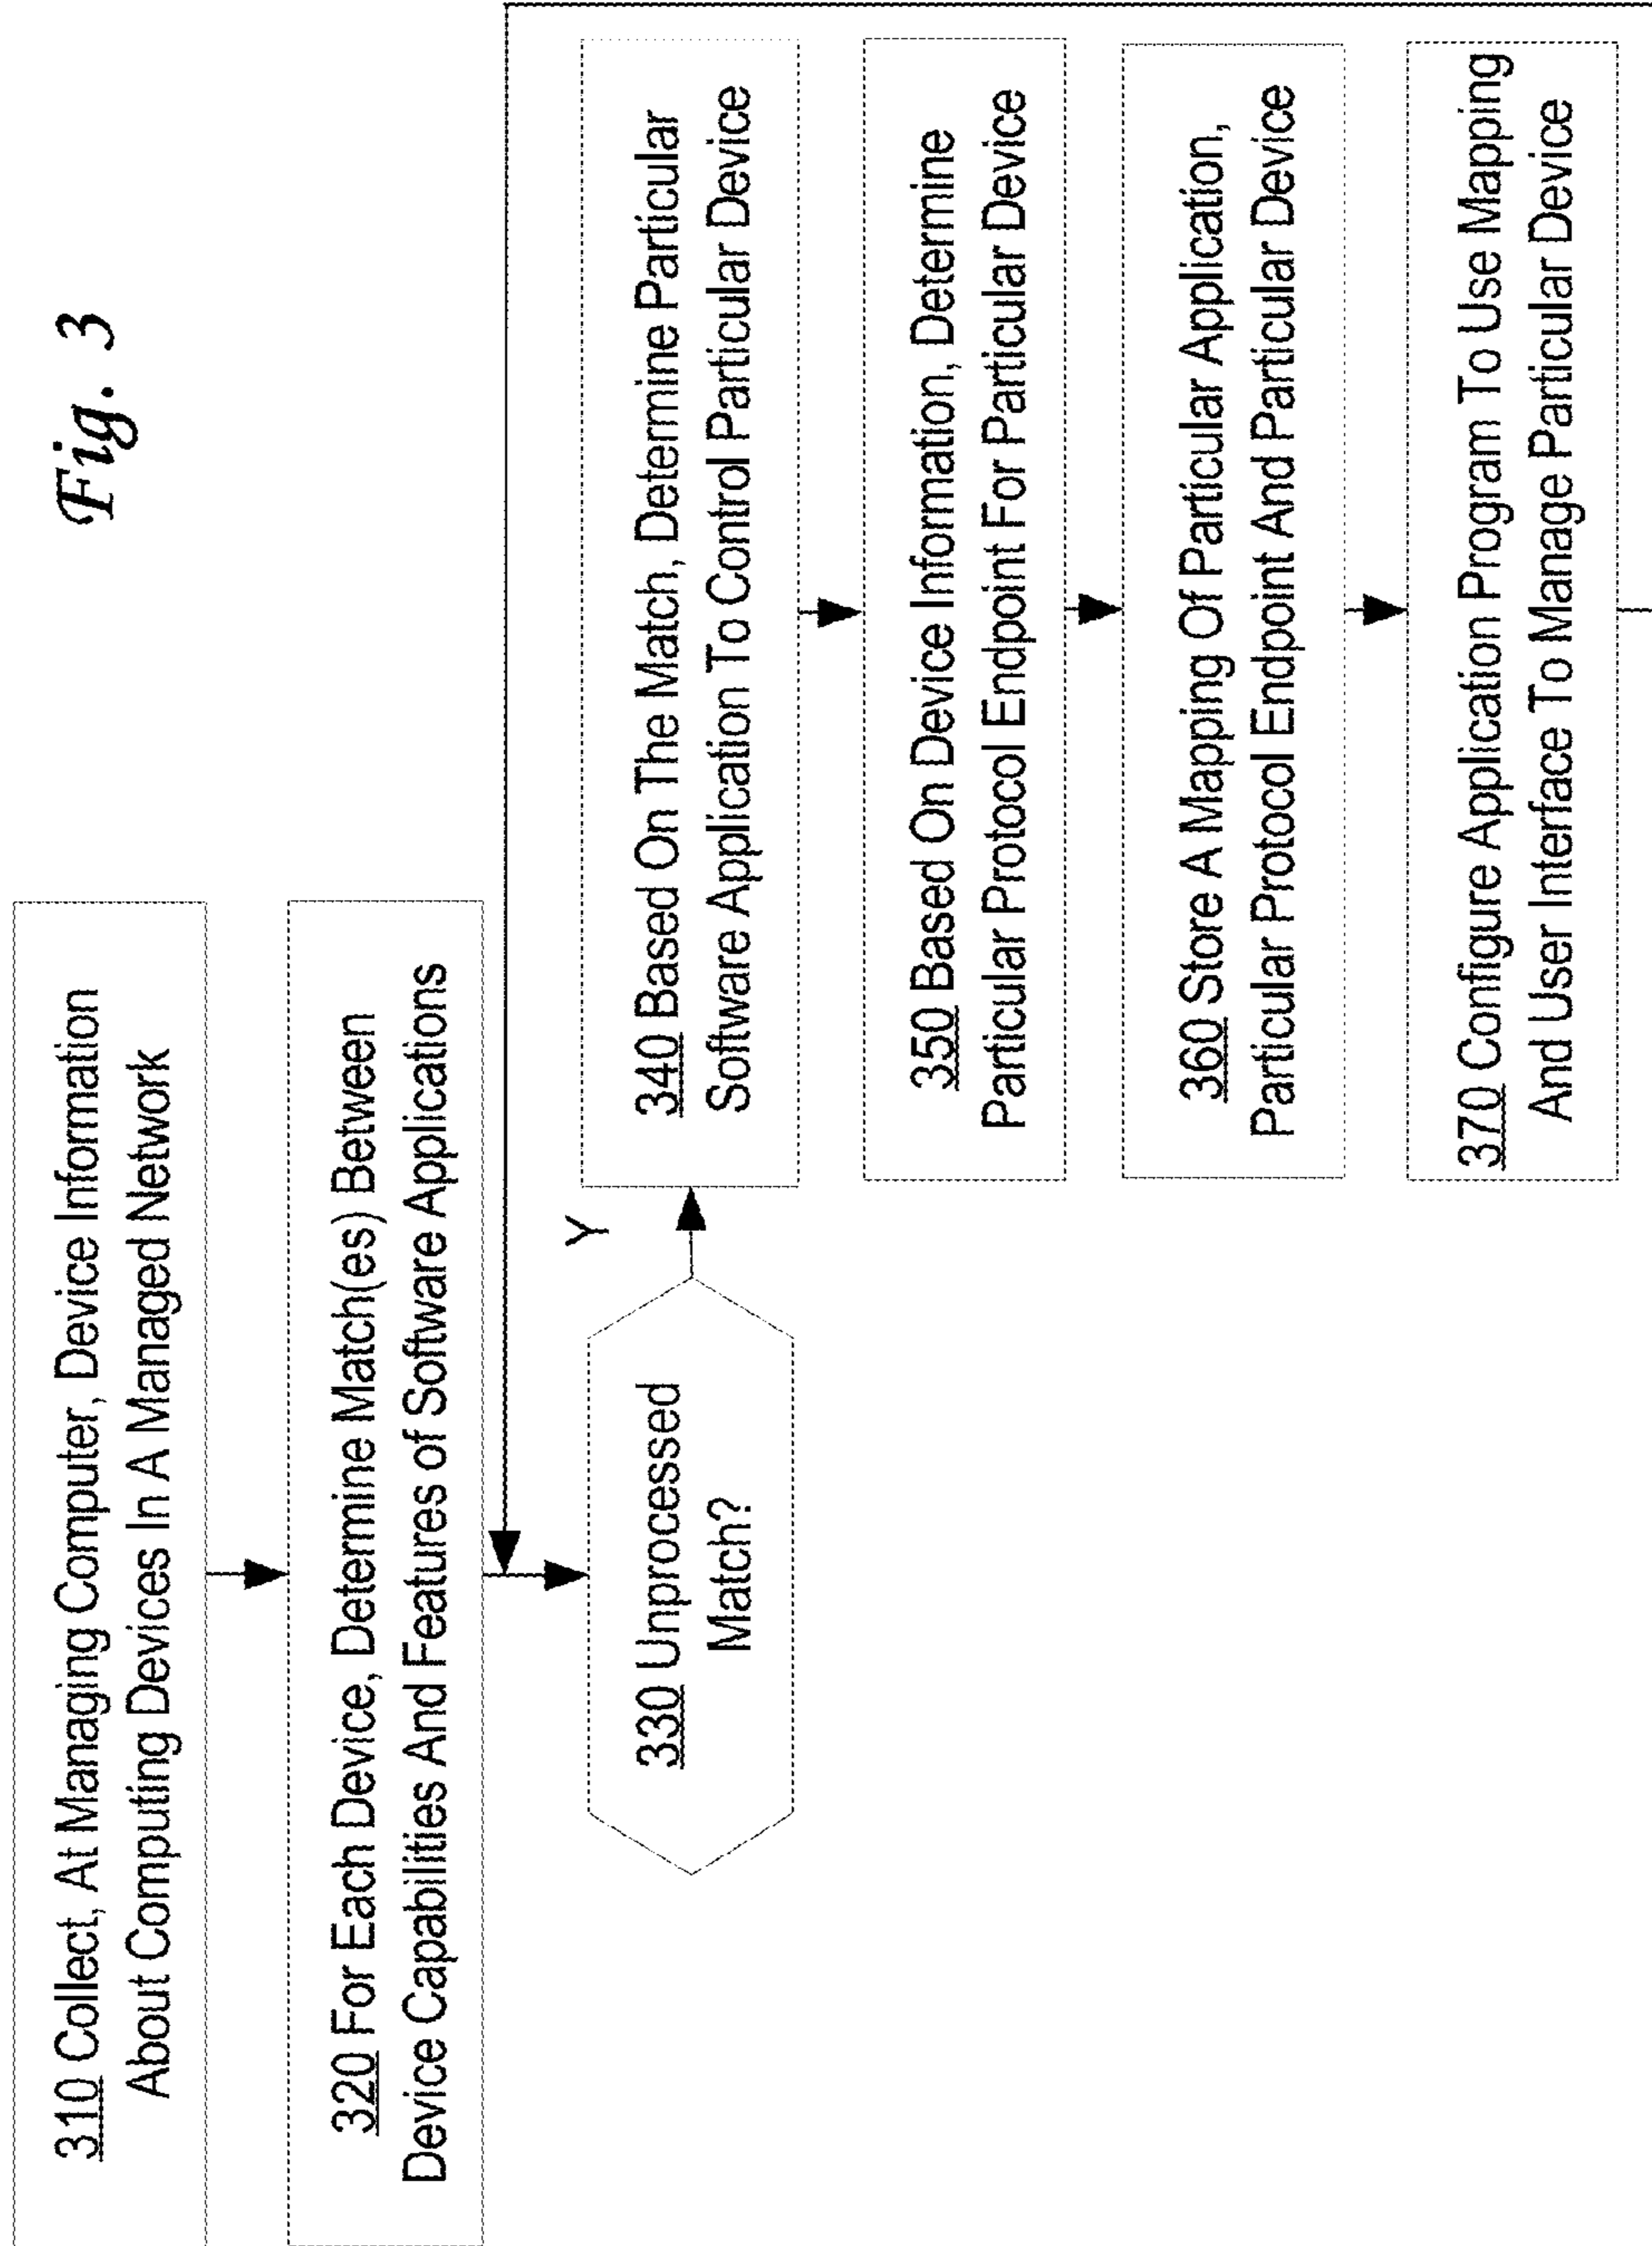 Fig. 3
310 Collect, At Managing Computer, Device Information
About Computing Devices In A Managed Network
320 For Each Device, Determine Match(es) Between
Device Capabilities And Features of Software Applications
330 Unprocessed
Match?
Y
340 Based On The Match, Determine Particular
Software Application To Control Particular Device
350 Based On Device Information, Determine
Particular Protocol Endpoint For Particular Device
360 Store A Mapping Of Particular Application,
Particular Protocol Endpoint And Particular Device
370 Configure Application Program To Use Mapping
And User Interface To Manage Particular Device